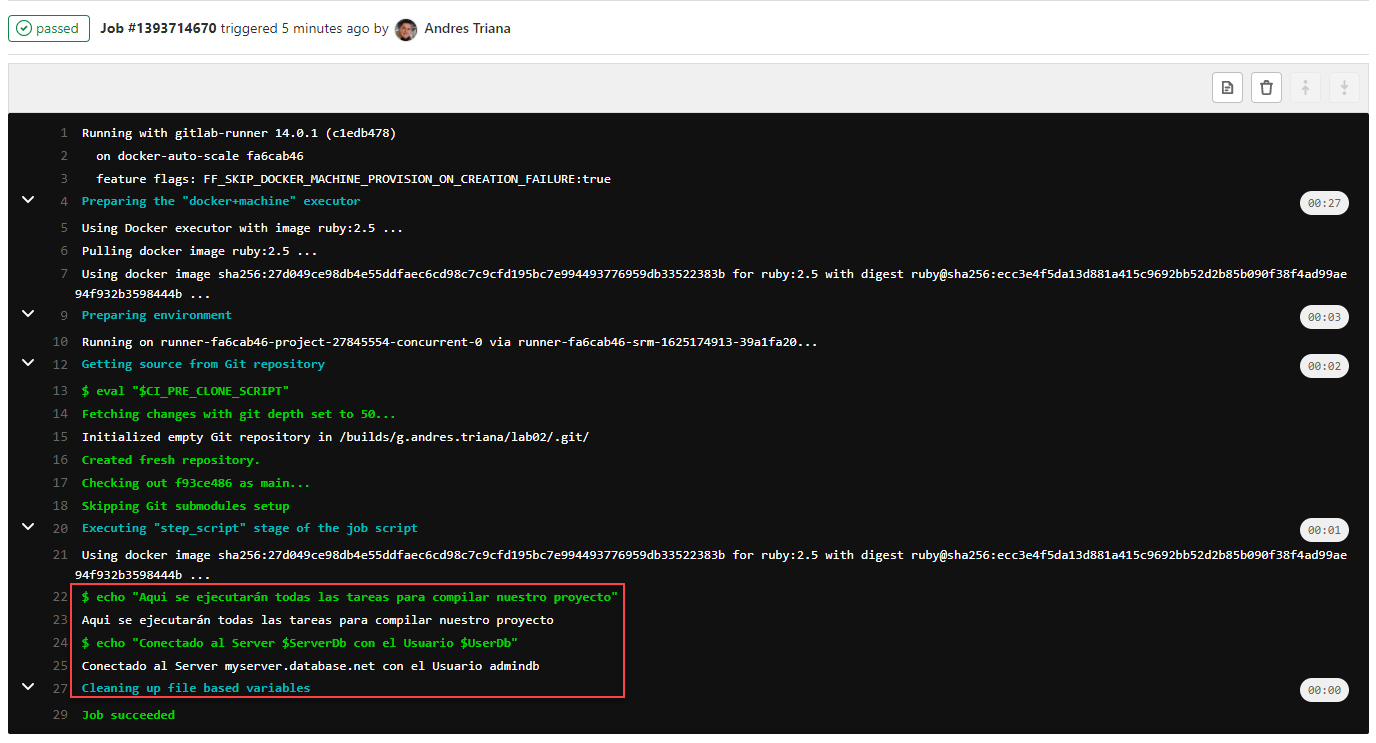 passed Job #1393714670 triggered 5 minutes ago by Andres Triana
1 Running with gitlab-runner 14.0.1 (c1edb478)
2 on docker-auto-scale fa6cab46
3 feature flags: FF_SKIP_DOCKER_MACHINE_PROVISION_ON_CREATION_FAILURE:true
4 Preparing the "docker+machine" executor 00:27
5 Using Docker executor with image ruby:2.5 ...
6 Pulling docker image ruby:2.5 ...
7 Using docker image sha256:27d049ce98db4e55ddfaec6cd98c7c9cfd195bc7e994493776959db33522383b for ruby:2.5 with digest ruby@sha256:ecc3e4f5da13d881a415c9692bb52d2b85b090f38f4ad99ae
94f932b3598444b ...
9 Preparing environment 00:03
10 Running on runner-fa6cab46-project-27845554-concurrent-0 via runner-fa6cab46-srm-1625174913-39a1fa20...
12 Getting source from Git repository 00:02
13 $ eval "$CI_PRE_CLONE_SCRIPT"
14 Fetching changes with git depth set to 50...
15 Initialized empty Git repository in /builds/g.andres.triana/lab02/.git/
16 Created fresh repository.
17 Checking out f93ce486 as main...
18 Skipping Git submodules setup
20 Executing "step_script" stage of the job script 00:01
21 Using docker image sha256:27d049ce98db4e55ddfaec6cd98c7c9cfd195bc7e994493776959db33522383b for ruby:2.5 with digest ruby@sha256:ecc3e4f5da13d881a415c9692bb52d2b85b090f38f4ad99ae
94f932b3598444b ...
22 $ echo "Aqui se ejecutarán todas las tareas para compilar nuestro proyecto"
23 Aqui se ejecutarán todas las tareas para compilar nuestro proyecto
24 $ echo "Conectado al Server $ServerDb con el Usuario $UserDb"
25 Conectado al Server myserver.database.net con el Usuario admindb
27 Cleaning up file based variables 00:00
29 Job succeeded